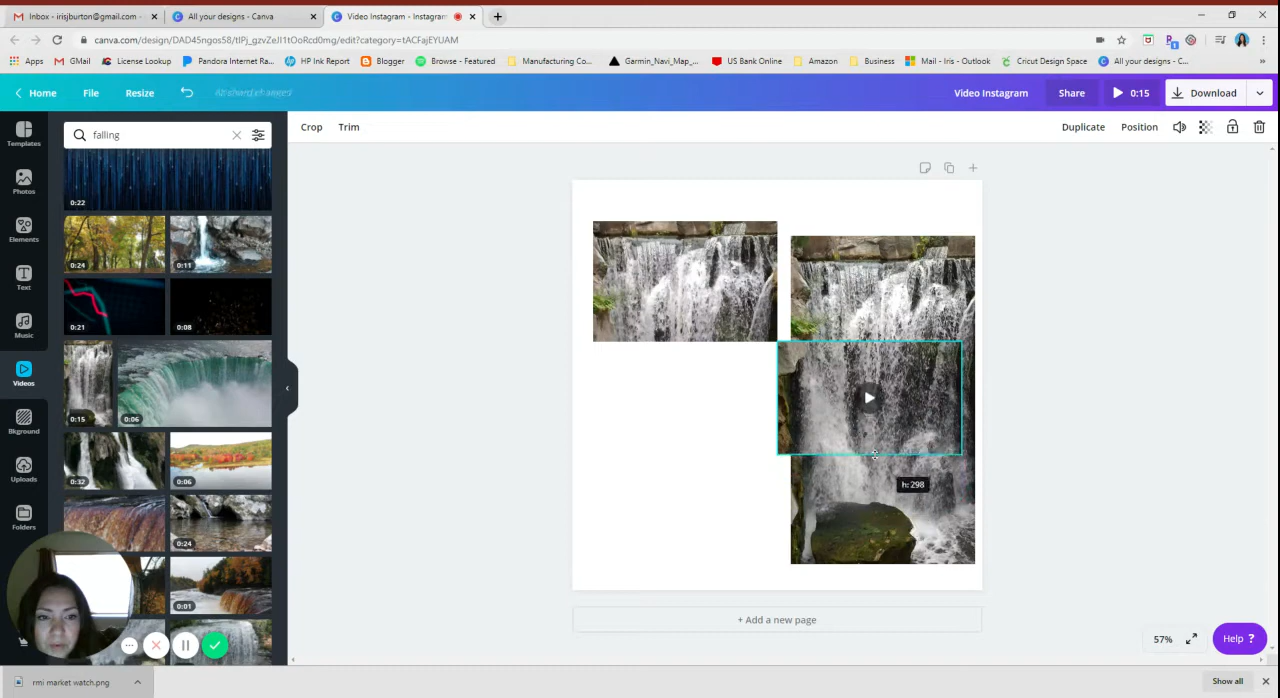 Inbox - irisjburton@gmail.com -
All your designs - Canva
Video Instagram - Instagram
canva.com/design/DAD45ngos58/tlPj_gzvZeJI1tOoRcd0mg/edit?category=tACFajEYUAM
Apps
GMail
License Lookup
Pandora Internet Ra...
HP Ink Report
Blogger
Browse - Featured
Manufacturing Co...
Garmin_Navi_Map_...
US Bank Online
Amazon
Business
Mail - Iris - Outlook
Cricut Design Space
All your designs - C...
Home
File
Resize
Video Instagram
Share
0:15
Download
Templates
Photos
Elements
Text
Music
Videos
Bkground
Uploads
Folders
falling
0:22
0:24
0:11
0:21
0:08
0:15
0:06
0:32
0:06
0:24
0:01
Crop
Trim
Duplicate
Position
h: 298
+ Add a new page
57%
Help ?
rmi market watch.png
Show all